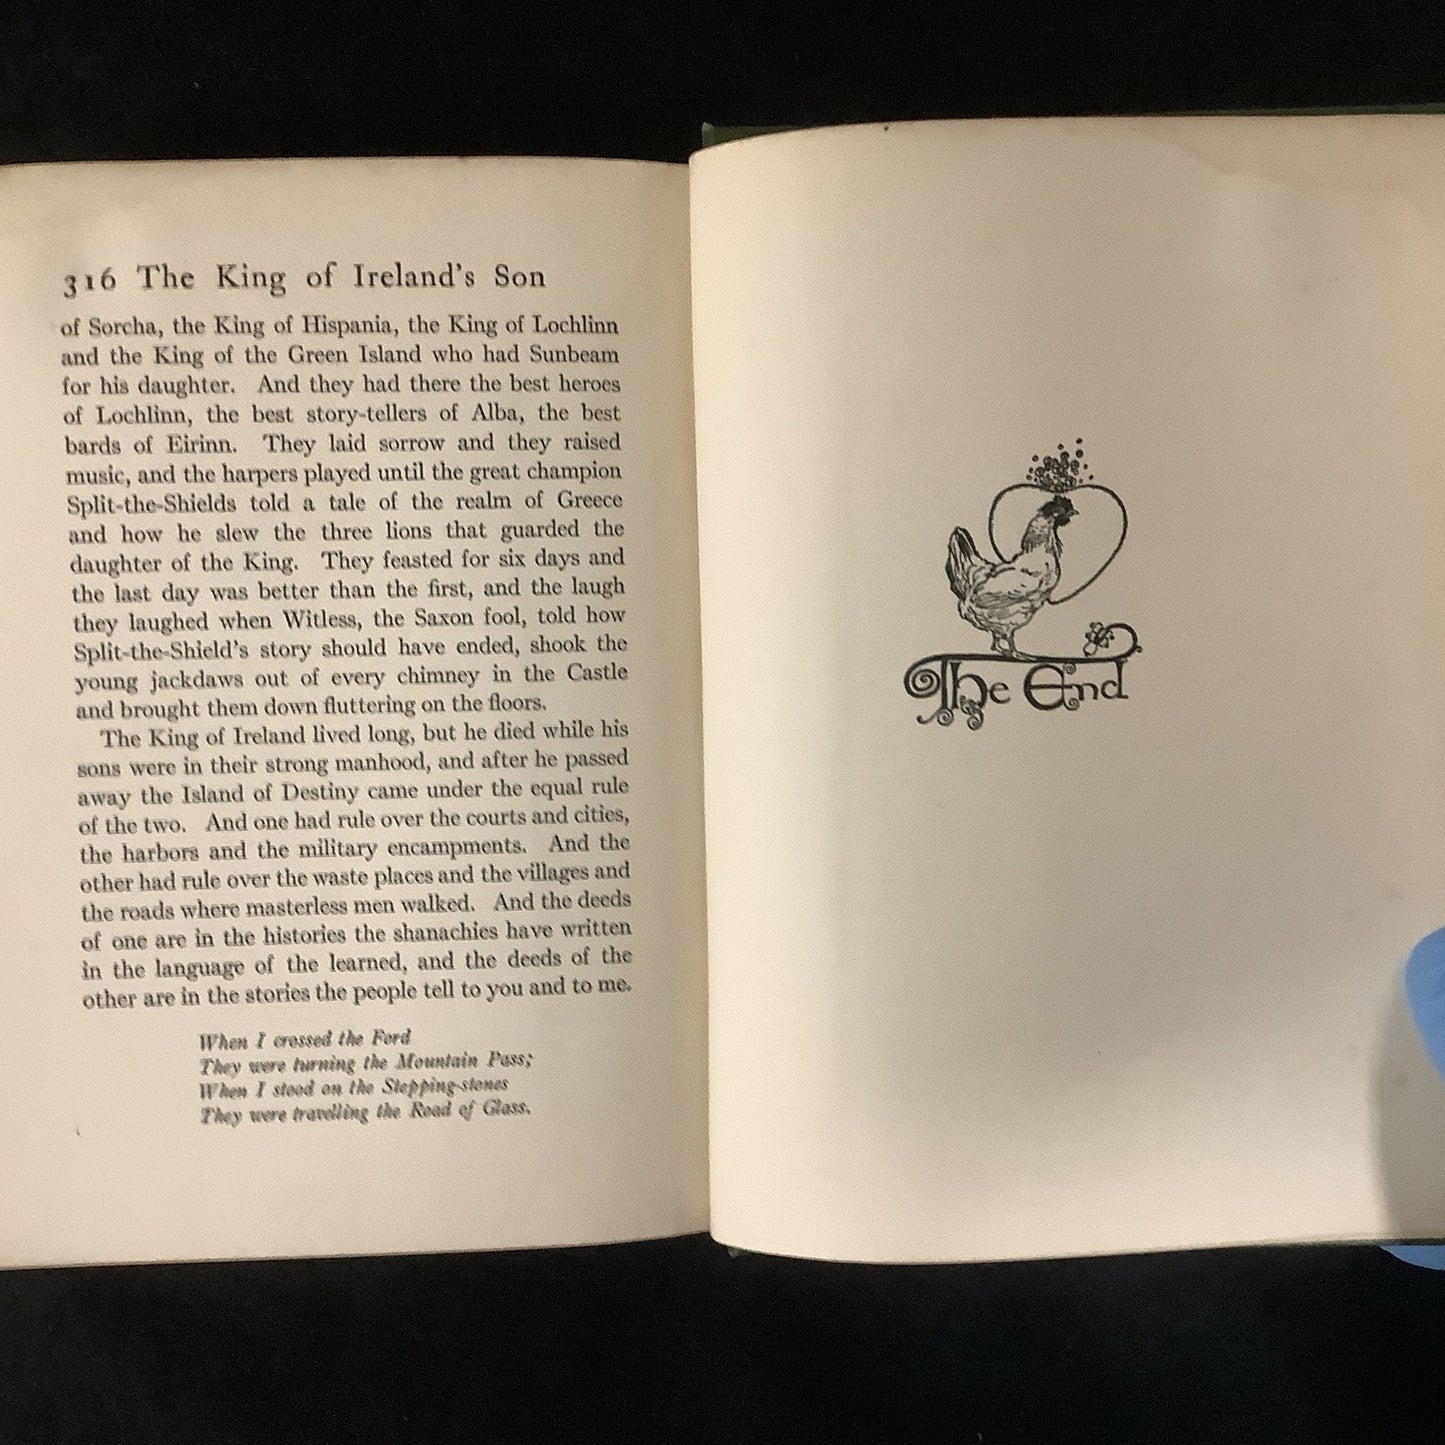 316 The King of Ireland's Son
of Sorcha, the King of Hispania, the King of Lochlinn
and the King of the Green Island who had Sunbeam
for his daughter. And they had there the best heroes
of Lochlinn, the best story-tellers of Alba, the best
bards of Eirinn. They laid sorrow and they raised
music, and the harpers played until the great champion
Split-the-Shields told a tale of the realm of Greece
and how he slew the three lions that guarded the
daughter of the King. They feasted for six days and
the last day was better than the first, and the laugh
they laughed when Witless, the Saxon fool, told how
Split-the-Shield's story should have ended, shook the
young jackdaws out of every chimney in the Castle
and brought them down fluttering on the floors.
The King of Ireland lived long, but he died while his
sons were in their strong manhood, and after he passed
away the Island of Destiny came under the equal rule
of the two. And one had rule over the courts and cities,
the harbors and the military encampments. And the
other had rule over the waste places and the villages and
the roads where masterless men walked. And the deeds
of one are in the histories the shanachies have written
in the language of the learned, and the deeds of the
other are in the stories the people tell to you and to me.
When I crossed the Ford
They were turning the Mountain Pass;
When I stood on the Stepping-stones
They were travelling the Road of Glass.
The End